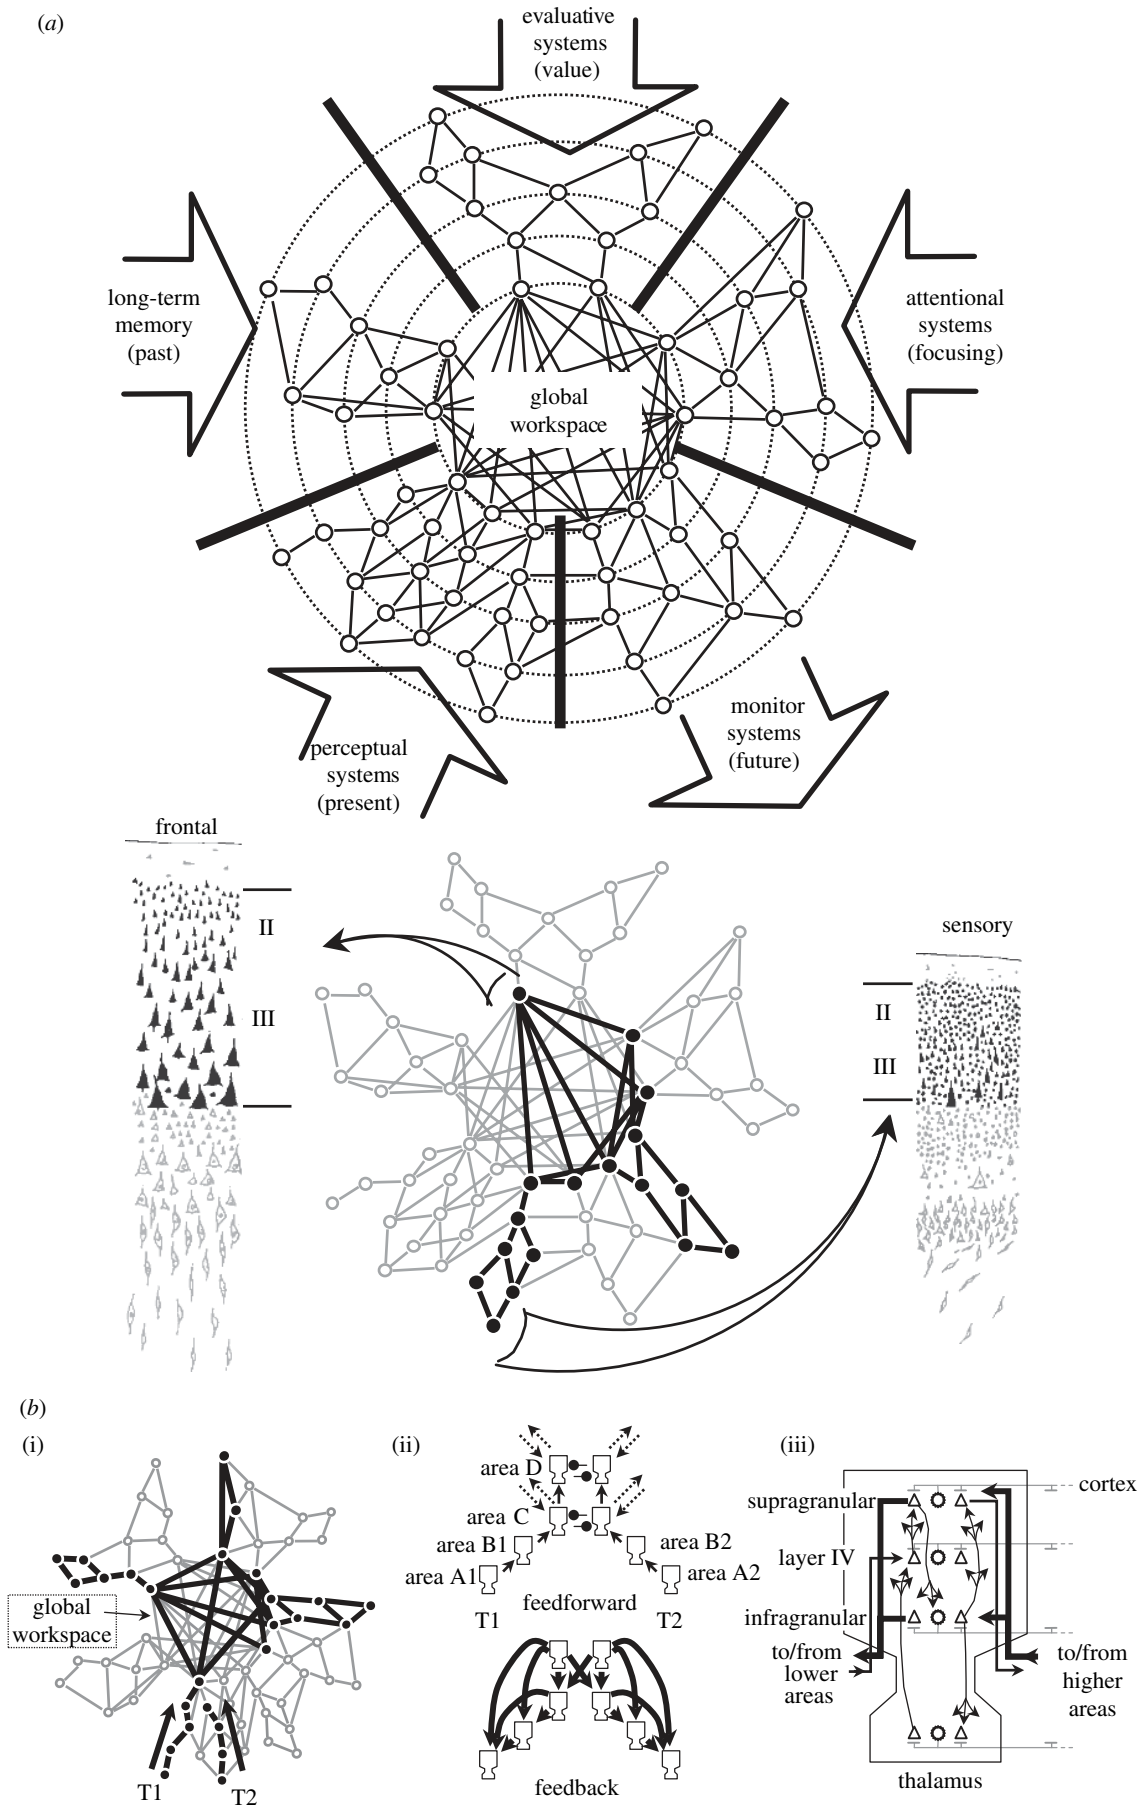 (a)
evaluative
systems
(value)
long-term
memory
(past)
attentional
systems
(focusing)
global
workspace
perceptual
systems
(present)
monitor
systems
(future)
frontal
II
III
sensory
II
III
(b)
(i)
global
workspace
T1
T2
(ii)
area D
area C
area B1
area B2
area A1
area A2
T1
feedforward
T2
feedback
(iii)
cortex
supragranular
layer IV
infragranular
to/from
lower
areas
to/from
higher
areas
thalamus